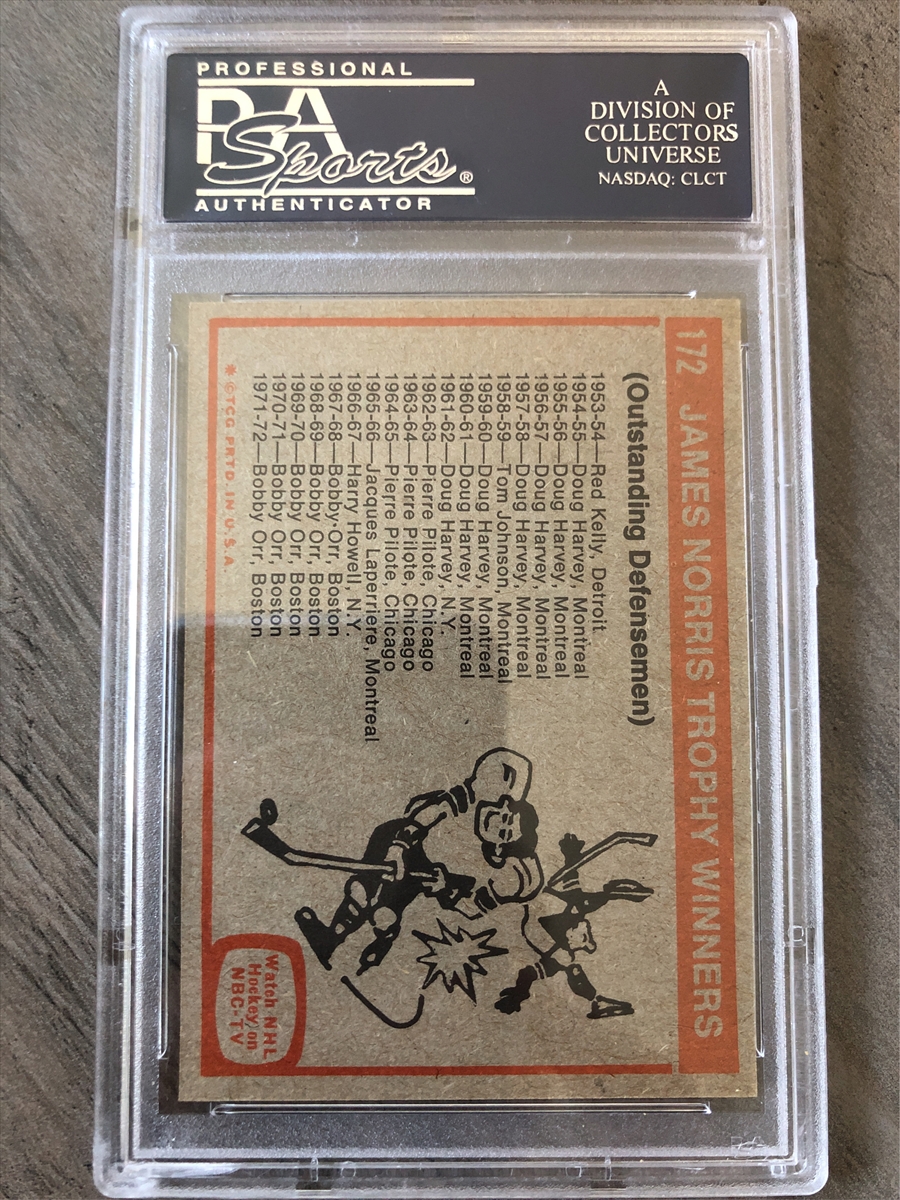 PROFESSIONAL
PSA
Sports®
AUTHENTICATOR
A
DIVISION OF
COLLECTORS
UNIVERSE
NASDAQ: CLCT
172 JAMES NORRIS TROPHY WINNERS
(Outstanding Defensemen)
1953-54—Red Kelly, Detroit
1954-55—Doug Harvey, Montreal
1955-56—Doug Harvey, Montreal
1956-57—Doug Harvey, Montreal
1957-58—Doug Harvey, Montreal
1958-59—Tom Johnson, Montreal
1959-60—Doug Harvey, Montreal
1960-61—Doug Harvey, Montreal
1961-62—Doug Harvey, N.Y.
1962-63—Pierre Pilote, Chicago
1963-64—Pierre Pilote, Chicago
1964-65—Pierre Pilote, Chicago
1965-66—Jacques Laperriere, Montreal
1966-67—Harry Howell, N.Y.
1967-68—Bobby Orr, Boston
1968-69—Bobby Orr, Boston
1969-70—Bobby Orr, Boston
1970-71—Bobby Orr, Boston
1971-72—Bobby Orr, Boston
* © T.C.G. PRTD. IN U.S.A.
Watch NHL
Hockey on
NBC-TV